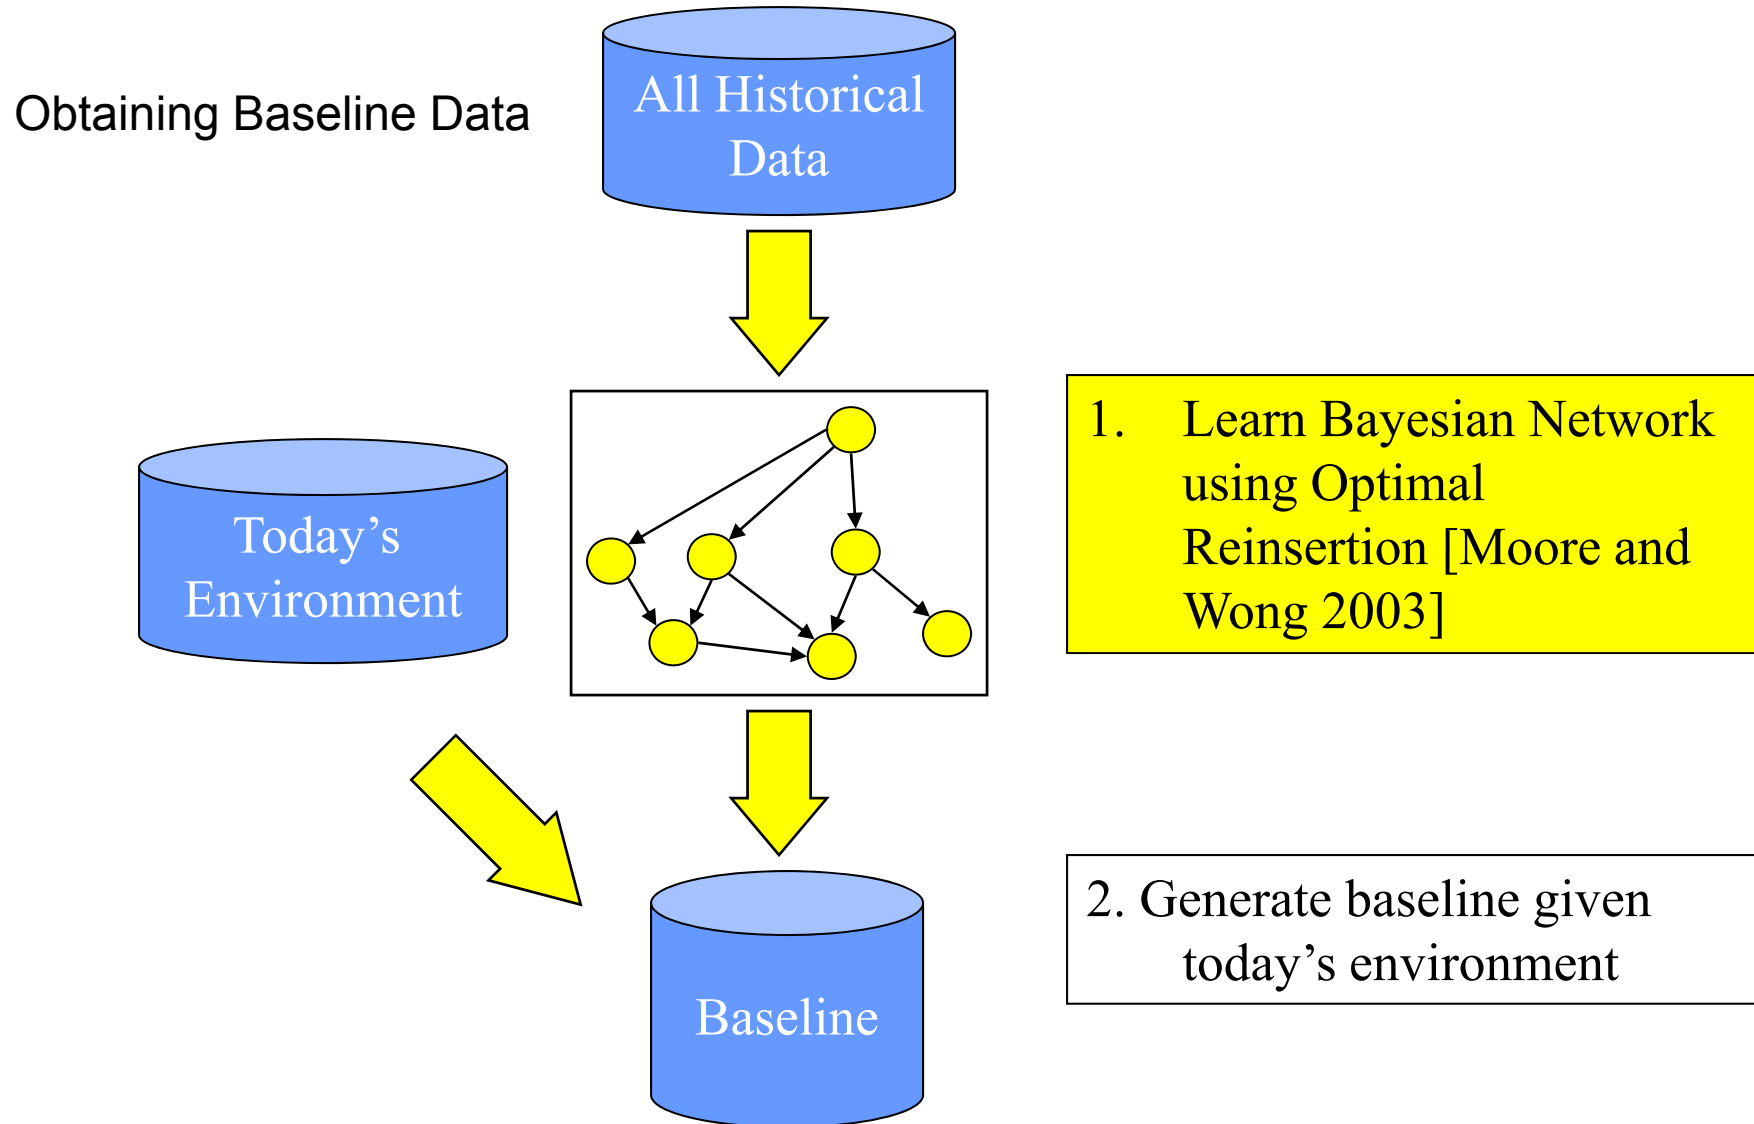 Obtaining Baseline Data
All Historical
Data
Today’s
Environment
1. Learn Bayesian Network
using Optimal
Reinsertion [Moore and
Wong 2003]
2. Generate baseline given
today’s environment
Baseline